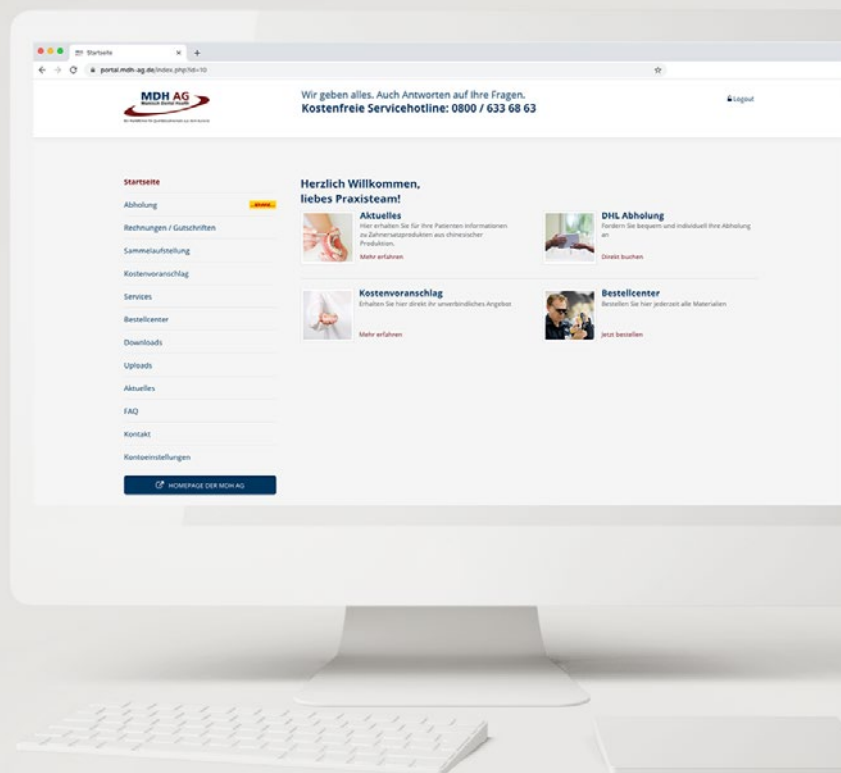 Startseite
portal.mdh-ag.de/index.php?id=10
MDH AG
Mamisch Dental Health
Wir geben alles. Auch Antworten auf Ihre Fragen.
Kostenfreie Servicehotline: 0800 / 633 68 63
Logout
Startseite
Abholung
Rechnungen / Gutschriften
Sammelaufstellung
Kostenvoranschlag
Services
Bestellcenter
Downloads
Uploads
Aktuelles
FAQ
Kontakt
Kontoeinstellungen
HOMEPAGE DER MDH AG
Herzlich Willkommen,
liebes Praxisteam!
Aktuelles
Hier erhalten Sie für Ihre Patienten Informationen
zu Zahnersatzprodukten aus chinesischer
Produktion.
Mehr erfahren
DHL Abholung
Fordern Sie bequem und individuell Ihre Abholung
an
Direkt buchen
Kostenvoranschlag
Erhalten Sie hier direkt ihr unverbindliches Angebot
Mehr erfahren
Bestellcenter
Bestellen Sie hier jederzeit alle Materialien
Jetzt bestellen